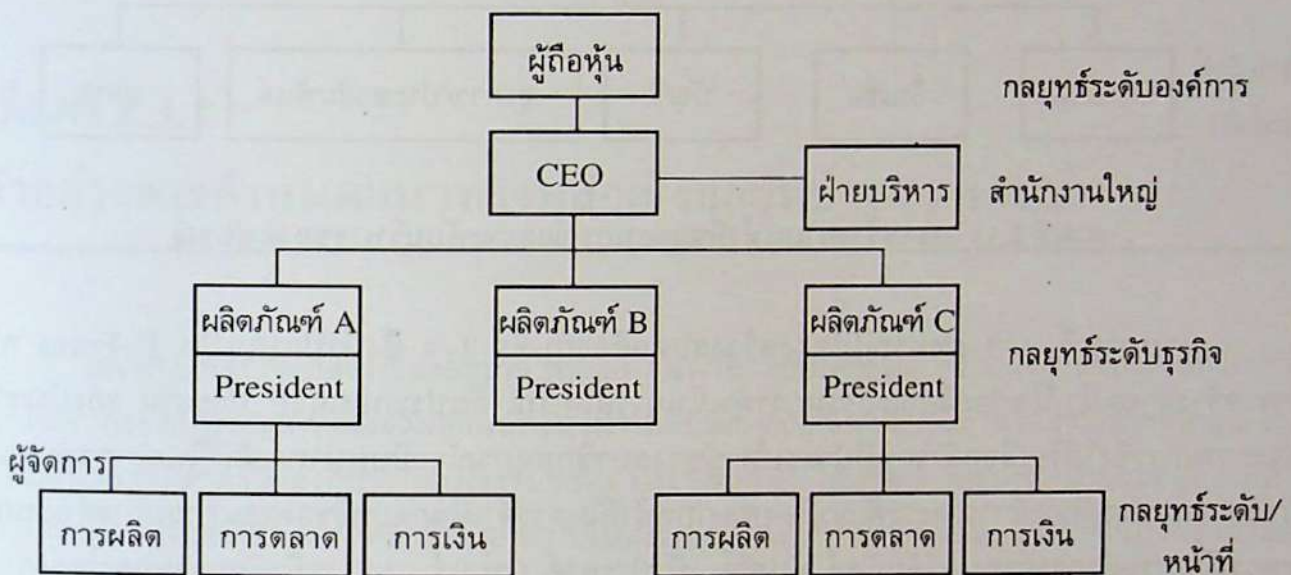 ผู้ถือหุ้น
กลยุทธ์ระดับองค์การ
CEO
ฝ่ายบริหาร
สำนักงานใหญ่
ผลิตภัณฑ์ A
ผลิตภัณฑ์ B
ผลิตภัณฑ์ C
กลยุทธ์ระดับธุรกิจ
President
President
President
ผู้จัดการ
การผลิต
การตลาด
การเงิน
การผลิต
การตลาด
การเงิน
กลยุทธ์ระดับ/
หน้าที่